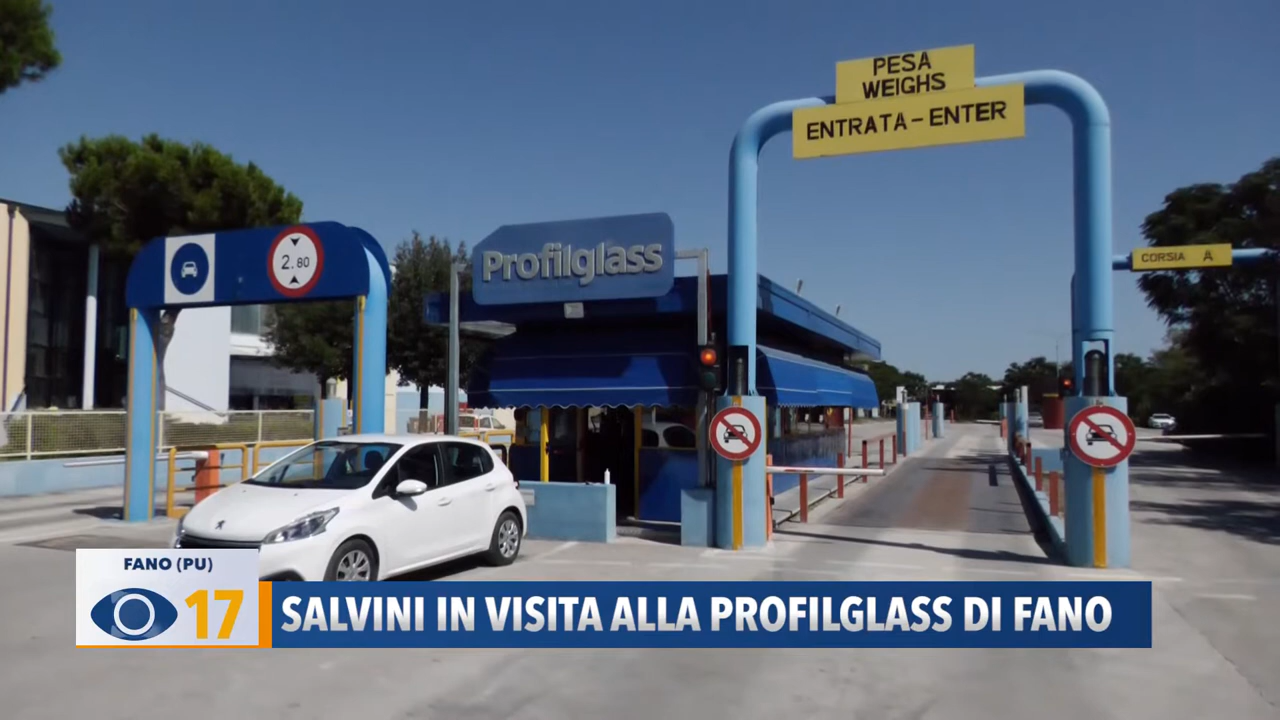 PESA
WEIGHS
ENTRATA - ENTER
2.80
Profilglass
CORSIA A
FANO (PU)
17
SALVINI IN VISITA ALLA PROFILGLASS DI FANO